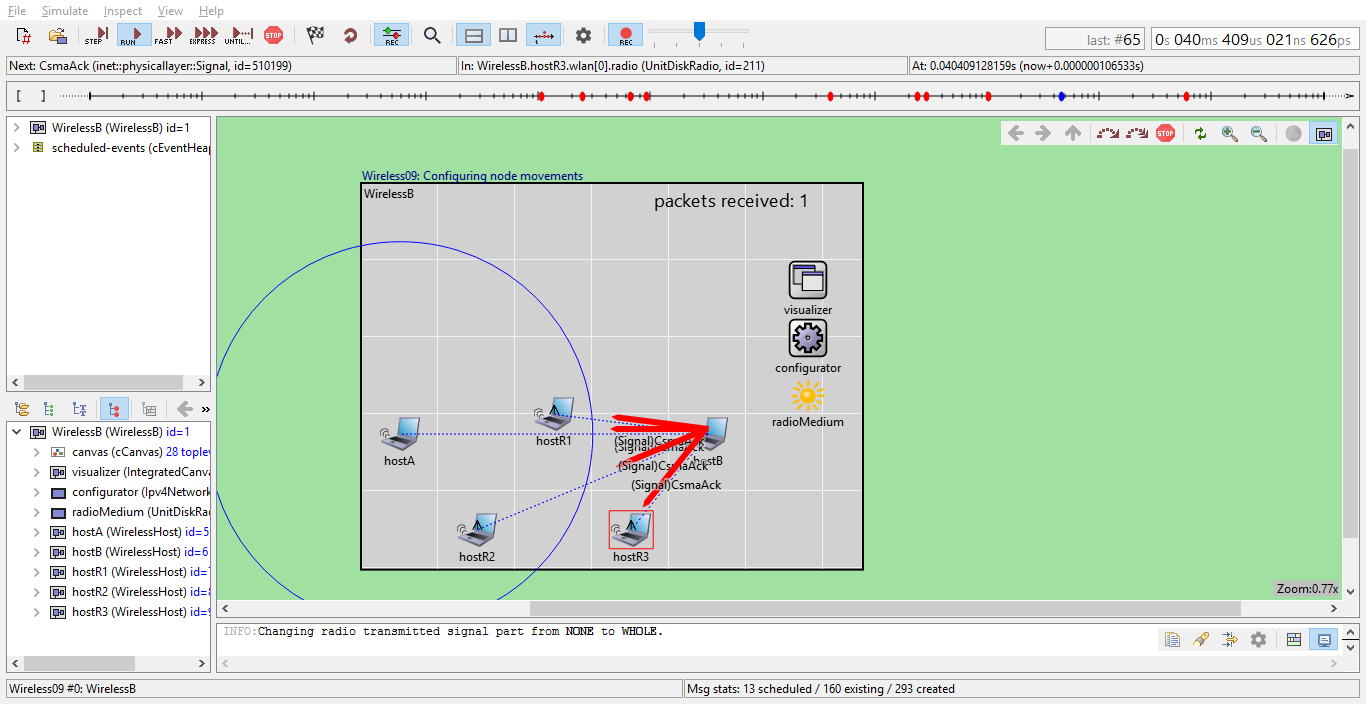 File Simulate Inspect View Help
STEP RUN FAST EXPRESS UNTIL... STOP REC REC last: #65 0s 040ms 409us 021ns 626ps
Next: CsmaAck (inet::physicallayer::Signal, id=510199) In: WirelessB.hostR3.wlan[0].radio (UnitDiskRadio, id=211) At: 0.040409128159s (now+0.000000106533s)
[ ]
WirelessB (WirelessB) id=1
scheduled-events (cEventHeap
STOP
Wireless09: Configuring node movements
WirelessB
packets received: 1
visualizer
configurator
radioMedium
hostR1
hostA
hostB
(Signal)CsmaAck
(Signal)CsmaAck
(Signal)CsmaAck
(Signal)CsmaAck
hostR2
hostR3
Zoom:0.77x
WirelessB (WirelessB) id=1
canvas (cCanvas) 28 toplev
visualizer (IntegratedCanva
configurator (Ipv4Network
radioMedium (UnitDiskRad
hostA (WirelessHost) id=5
hostB (WirelessHost) id=6
hostR1 (WirelessHost) id=
hostR2 (WirelessHost) id=
hostR3 (WirelessHost) id=
INFO:Changing radio transmitted signal part from NONE to WHOLE.
Wireless09 #0: WirelessB
Msg stats: 13 scheduled / 160 existing / 293 created